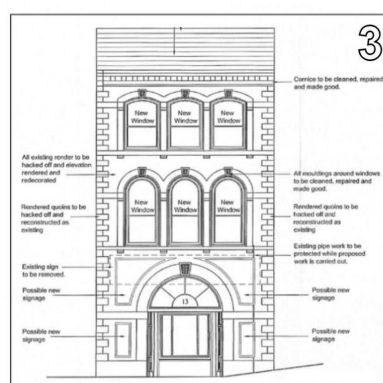 3
Cornice to be cleaned, repaired
and made good.
New
Window
New
Window
New
Window
All existing render to be
hacked off and elevation
rendered and
redecorated
All mouldings around windows
to be cleaned, repaired and
made good.
New
Window
New
Window
New
Window
Rendered quoins to be
hacked off and
reconstructed as
existing
Rendered quoins to be
hacked off and
reconstructed as
existing
Existing pipe work to be
protected while proposed
work is carried out.
Existing sign
to be removed.
Possible new
signage
Possible new
signage
13
Possible new
signage
Possible new
signage